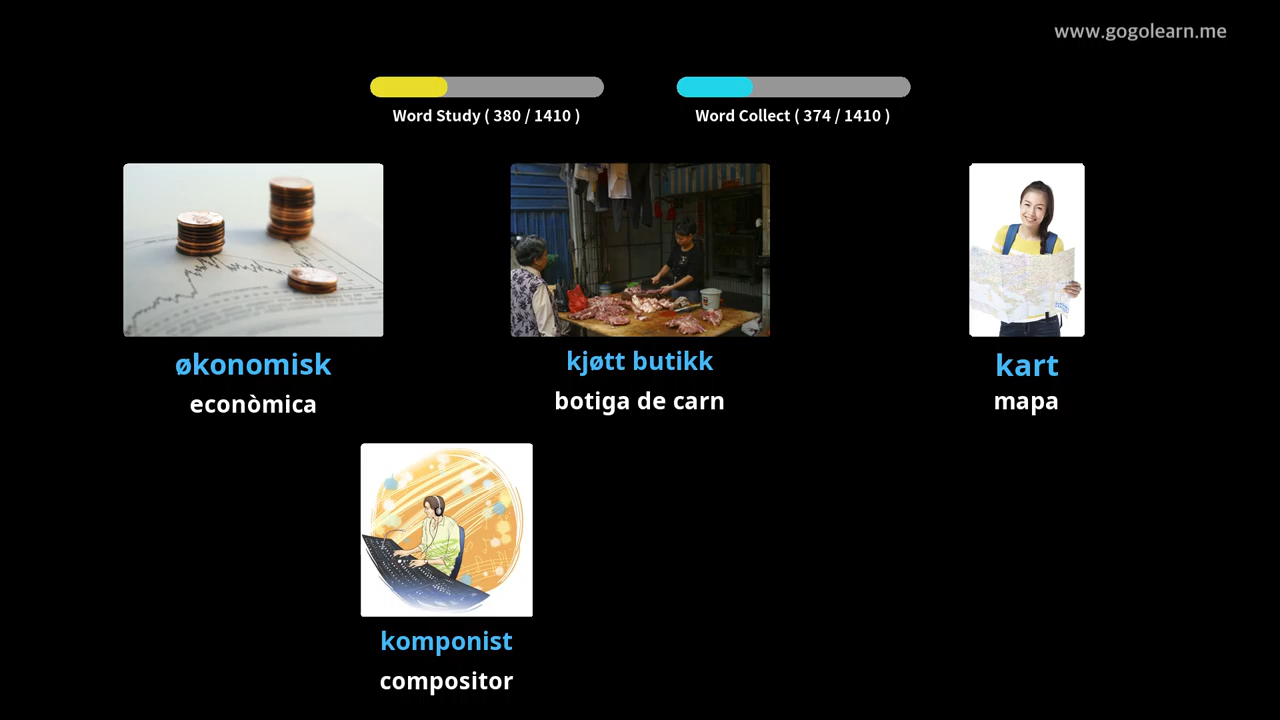 www.gogolearn.me
Word Study ( 380 / 1410 )
Word Collect ( 374 / 1410 )
økonomisk
econòmica
kjøtt butikk
botiga de carn
kart
mapa
komponist
compositor